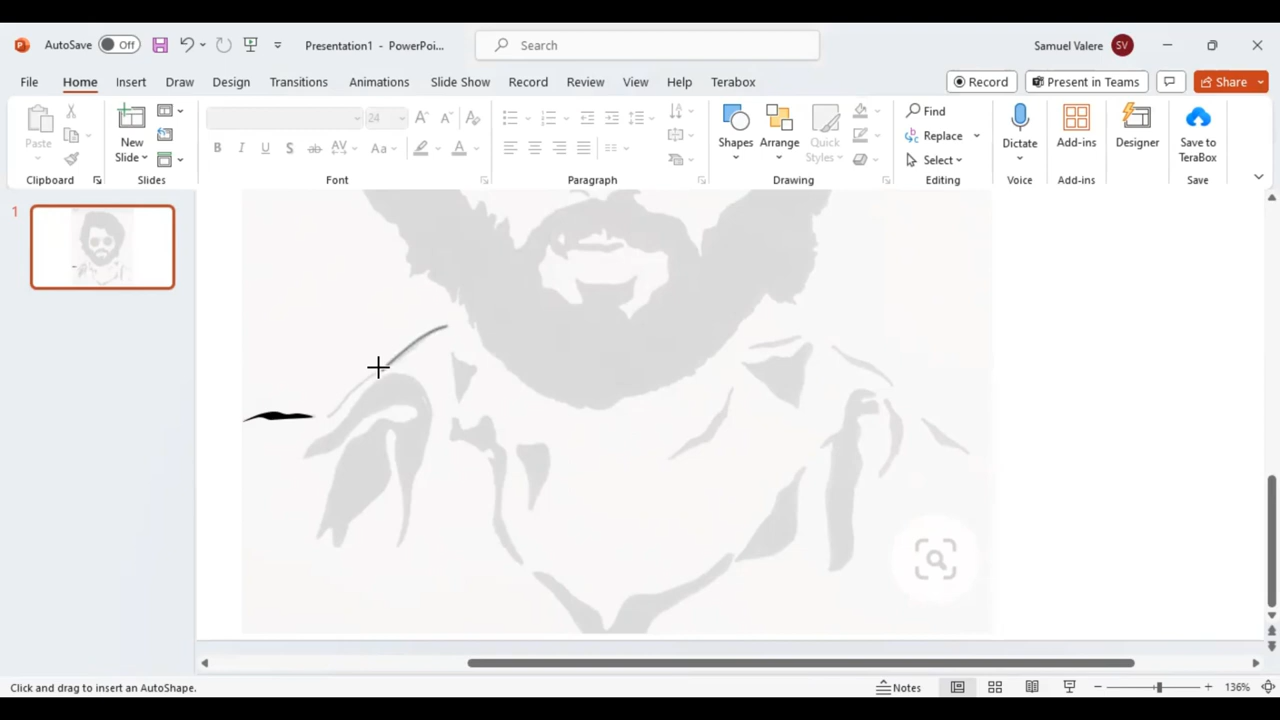 AutoSave Off Presentation1 - PowerPoi... Search Samuel Valere SV
File Home Insert Draw Design Transitions Animations Slide Show Record Review View Help Terabox Record Present in Teams Share
Paste New Slide 24 B I U S ab AV Aa A A A A Shapes Arrange Quick Styles Find Replace Select Dictate Add-ins Designer Save to TeraBox
Clipboard Slides Font Paragraph Drawing Editing Voice Add-ins Save
1
Click and drag to insert an AutoShape. Notes 136%